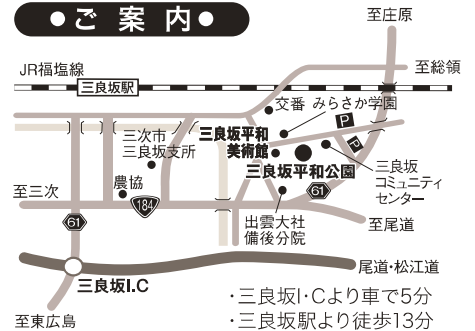 ●ご案内●
至庄原
JR福塩線
至総領
三良坂駅
交番
みらさか学園
P
三次市
三良坂支所
三良坂平和
美術館
P
三良坂平和公園
三良坂
コミュニティ
センター
農協
至三次
184
61
61
出雲大社
備後分院
至尾道
三良坂I.C
尾道・松江道
至東広島
・三良坂I・Cより車で5分
・三良坂駅より徒歩13分